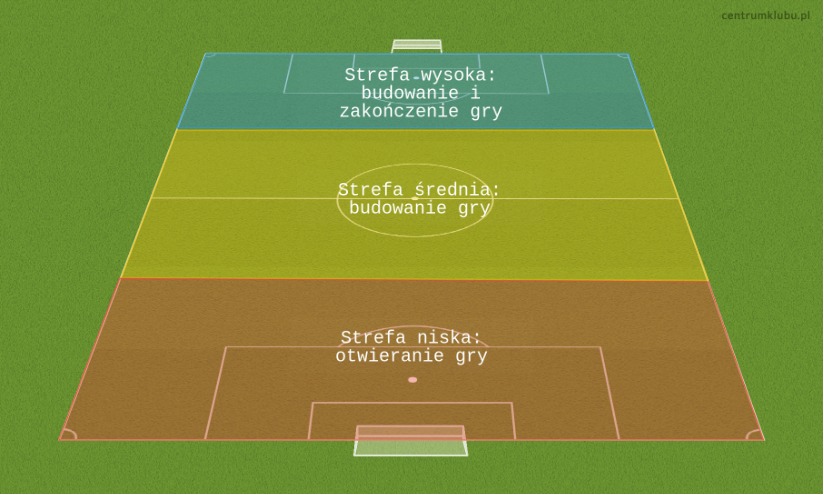 centrumklubu.pl
Strefa wysoka:
budowanie i
zakończenie gry
Strefa średnia:
budowanie gry
Strefa niska:
otwieranie gry